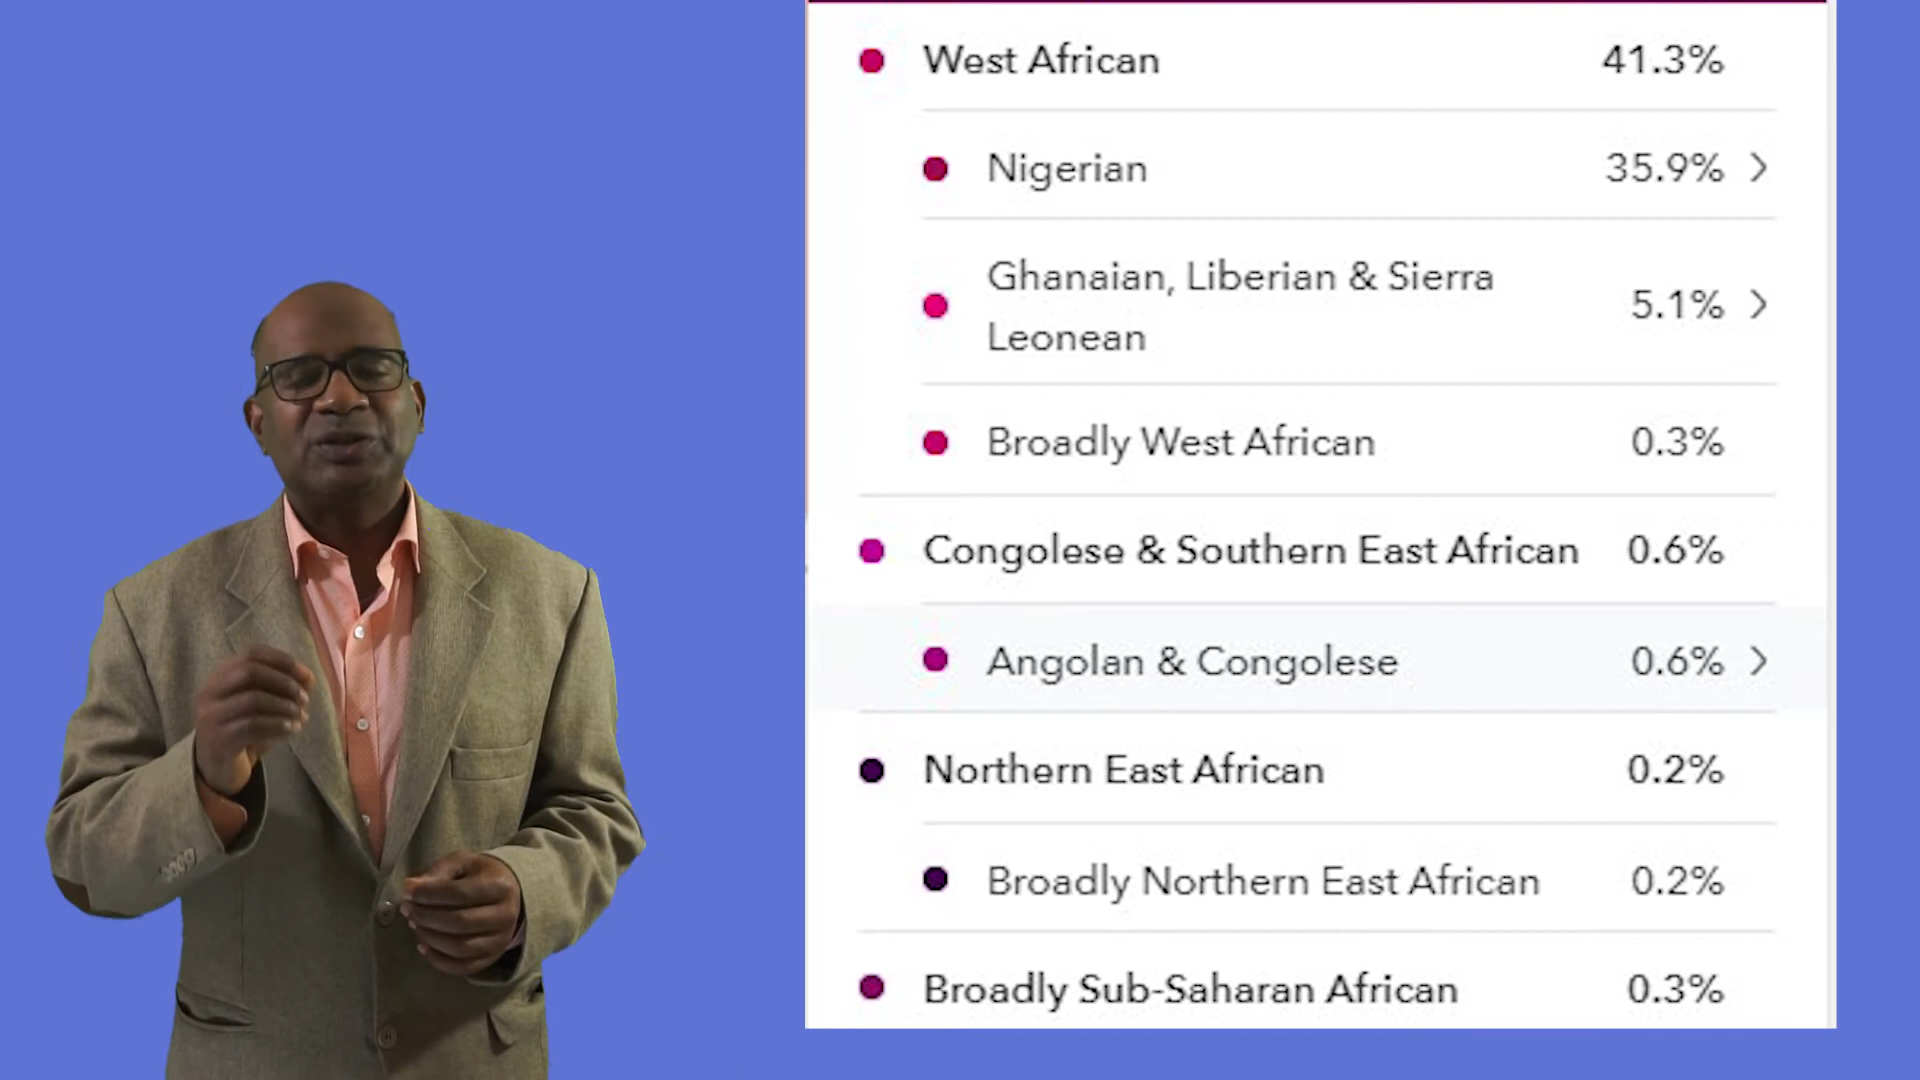 West African 41.3%
Nigerian 35.9%
Ghanaian, Liberian & Sierra
Leonean 5.1%
Broadly West African 0.3%
Congolese & Southern East African 0.6%
Angolan & Congolese 0.6%
Northern East African 0.2%
Broadly Northern East African 0.2%
Broadly Sub-Saharan African 0.3%